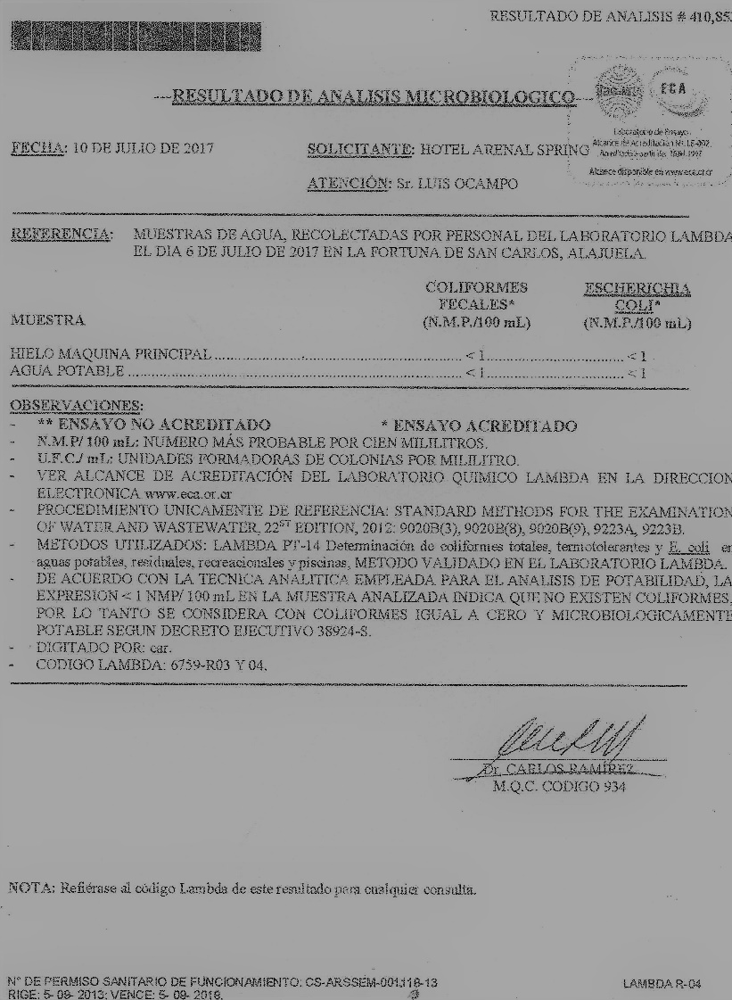 RESULTADO DE ANALISIS # 410,85
---RESULTADO DE ANALISIS MICROBIOLOGICO---
ECA
Laboratorio de Ensayo
FECHA: 10 DE JULIO DE 2017
SOLICITANTE: HOTEL ARENAL SPRING
Alcance de Acreditación Nº. LE-002
Alcance disponible en www.eca.or.cr
ATENCIÓN: Sr. LUIS OCAMPO
REFERENCIA: MUESTRAS DE AGUA, RECOLECTADAS POR PERSONAL DEL LABORATORIO LAMBDA
EL DIA 6 DE JULIO DE 2017 EN LA FORTUNA DE SAN CARLOS, ALAJUELA.
COLIFORMES ESCHERICHIA
FECALES* COLI*
MUESTRA (N.M.P./100 mL) (N.M.P./100 mL)
HIELO MAQUINA PRINCIPAL ........ < 1 ........ < 1
AGUA POTABLE ........ < 1 ........ < 1
OBSERVACIONES:
- ** ENSAYO NO ACREDITADO * ENSAYO ACREDITADO
- N.M.P/ 100 mL: NUMERO MÁS PROBABLE POR CIEN MILILITROS.
- U.F.C./ mL: UNIDADES FORMADORAS DE COLONIAS POR MILILITRO.
- VER ALCANCE DE ACREDITACIÓN DEL LABORATORIO QUIMICO LAMBDA EN LA DIRECCION
ELECTRONICA www.eca.or.cr
- PROCEDIMIENTO UNICAMENTE DE REFERENCIA: STANDARD METHODS FOR THE EXAMINATION
OF WATER AND WASTEWATER, 22ST EDITION, 2012: 9020B(3), 9020B(8), 9020B(9), 9223A, 9223B.
- METODOS UTILIZADOS: LAMBDA PT-14 Determinación de coliformes totales, termotolerantes y E. coli en
aguas potables, residuales, recreacionales y piscinas, METODO VALIDADO EN EL LABORATORIO LAMBDA.
- DE ACUERDO CON LA TECNICA ANALITICA EMPLEADA PARA EL ANALISIS DE POTABILIDAD, LA
EXPRESION < 1 NMP/ 100 mL EN LA MUESTRA ANALIZADA INDICA QUE NO EXISTEN COLIFORMES,
POR LO TANTO SE CONSIDERA CON COLIFORMES IGUAL A CERO Y MICROBIOLOGICAMENTE
POTABLE SEGUN DECRETO EJECUTIVO 38924-S.
- DIGITADO POR: car.
- CODIGO LAMBDA: 6759-R03 Y 04.
Dr. CARLOS RAMÍREZ
M.Q.C. CODIGO 934
NOTA: Refiérase al código Lambda de este resultado para cualquier consulta.
Nº DE PERMISO SANITARIO DE FUNCIONAMIENTO: CS-ARSSEM-001118-13
LAMBDA R-04
RIGE: 5- 09- 2013: VENCE: 5- 09- 2018.